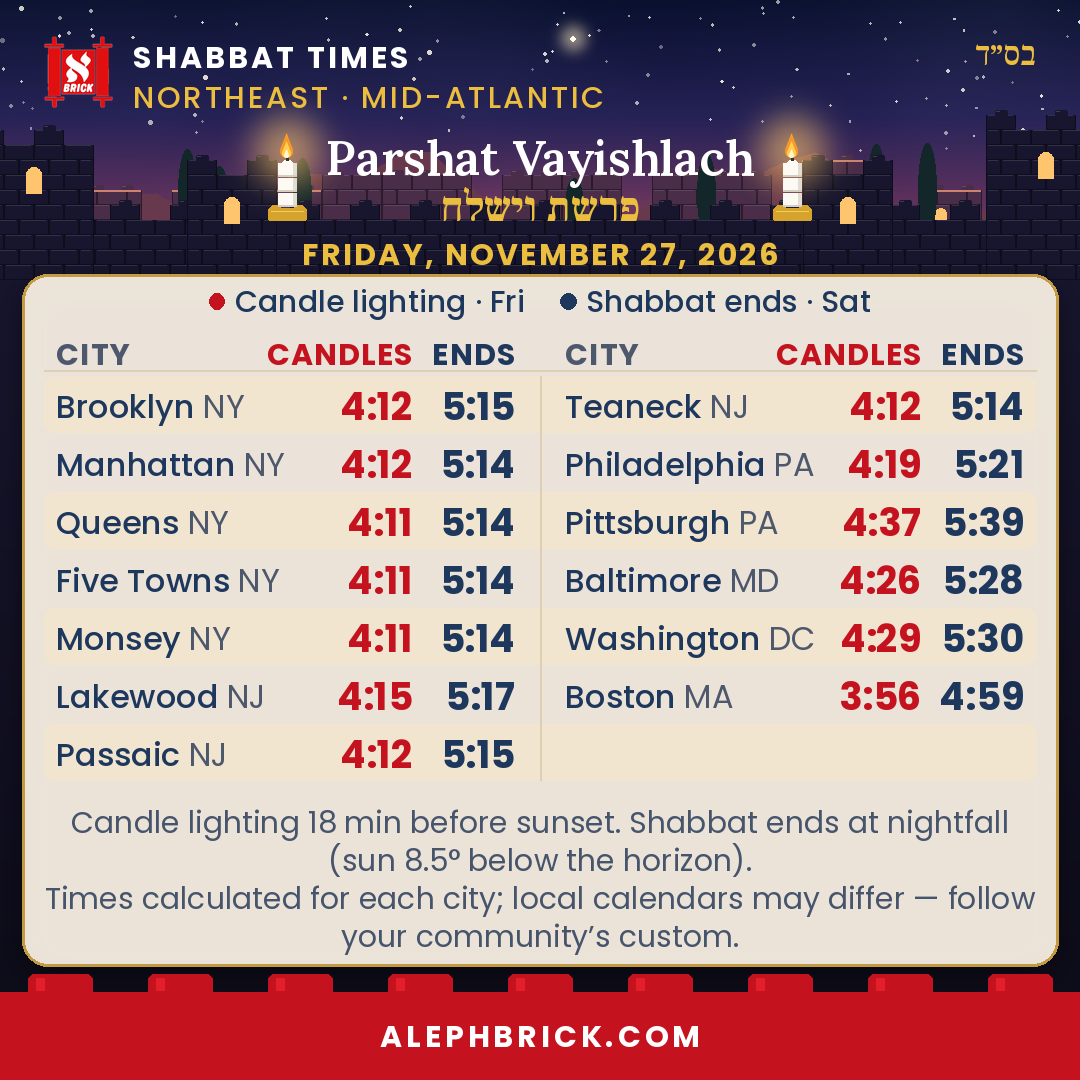 SHABBAT TIMES
NORTHEAST · MID-ATLANTIC
בס״ד
BRICK
Parshat Vayishlach
פרשת וישלח
FRIDAY, NOVEMBER 27, 2026
Candle lighting · Fri Shabbat ends · Sat
CITY CANDLES ENDS CITY CANDLES ENDS
Brooklyn NY 4:12 5:15 Teaneck NJ 4:12 5:14
Manhattan NY 4:12 5:14 Philadelphia PA 4:19 5:21
Queens NY 4:11 5:14 Pittsburgh PA 4:37 5:39
Five Towns NY 4:11 5:14 Baltimore MD 4:26 5:28
Monsey NY 4:11 5:14 Washington DC 4:29 5:30
Lakewood NJ 4:15 5:17 Boston MA 3:56 4:59
Passaic NJ 4:12 5:15
Candle lighting 18 min before sunset. Shabbat ends at nightfall
(sun 8.5° below the horizon).
Times calculated for each city; local calendars may differ — follow
your community’s custom.
ALEPHBRICK.COM